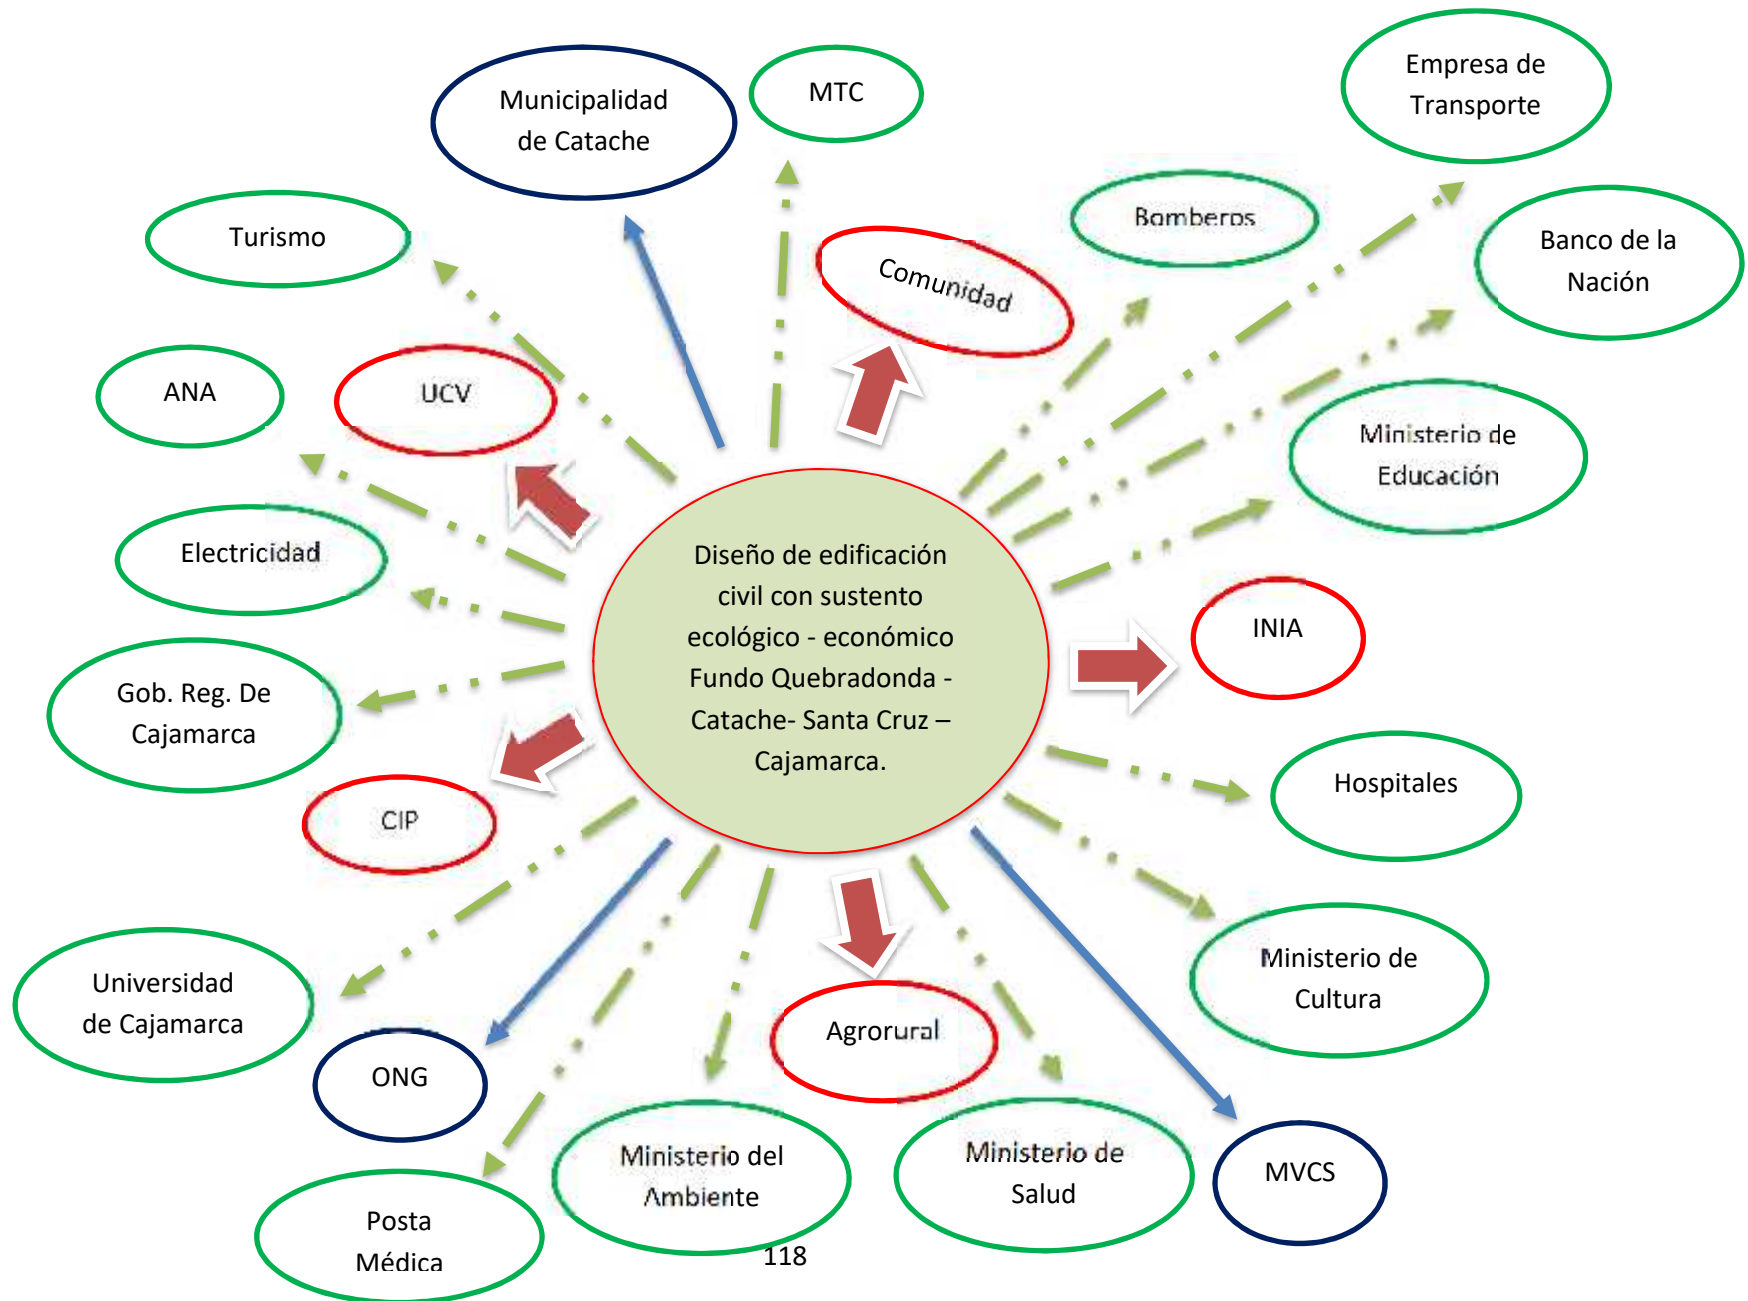 Empresa de
Transporte
Municipalidad
de Catache
MTC
Bomberos
Turismo
Banco de la
Nación
Comunidad
ANA
UCV
Ministerio de
Educación
Electricidad
Diseño de edificación
civil con sustento
ecológico - económico
Fundo Quebradonda -
Catache- Santa Cruz –
Cajamarca.
INIA
Gob. Reg. De
Cajamarca
Hospitales
CIP
Ministerio de
Cultura
Universidad
de Cajamarca
Agrorural
ONG
Ministerio del
Ambiente
Ministerio de
Salud
MVCS
Posta
Médica
118